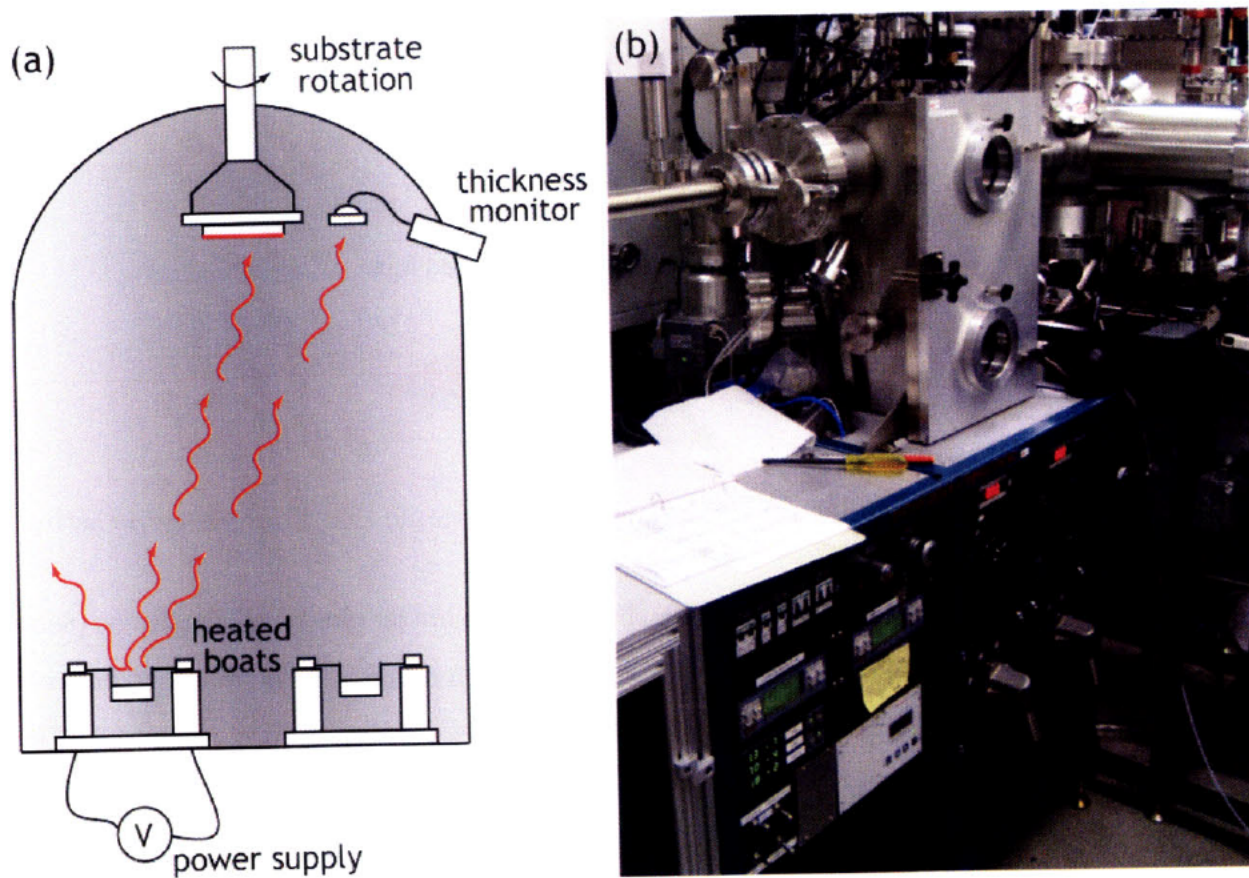 (a)
substrate
rotation
thickness
monitor
heated
boats
V
power supply
(b)